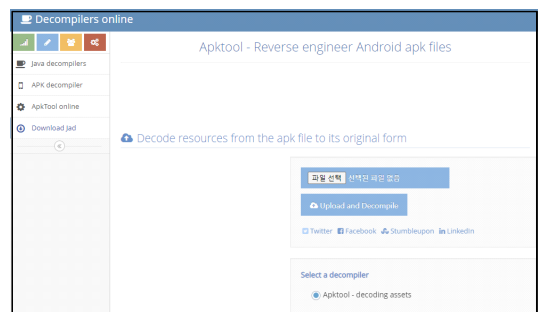 Decompilers online
Apktool - Reverse engineer Android apk files
Java decompilers
APK decompiler
ApkTool online
Download Jad
Decode resources from the apk file to its original form
파일 선택 선택된 파일 없음
Upload and Decompile
Twitter Facebook Stumbleupon LinkedIn
Select a decompiler
Apktool - decoding assets